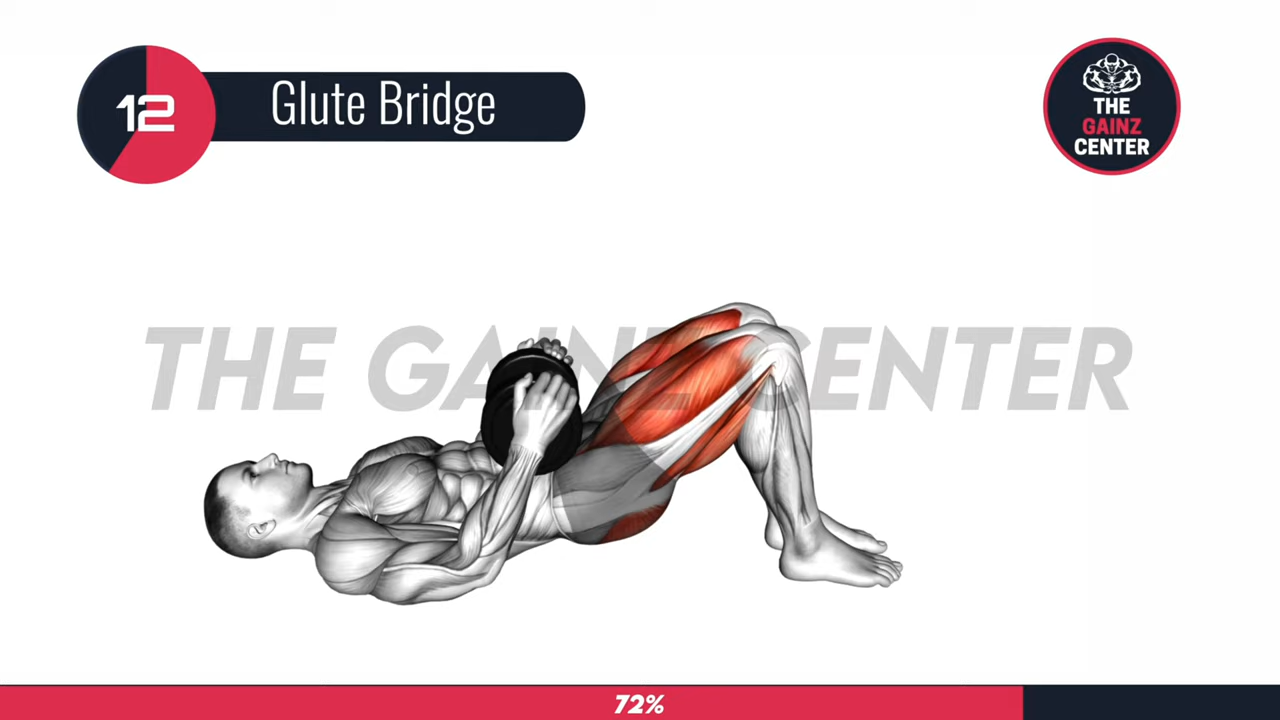 12
Glute Bridge
THE
GAINZ
CENTER
THE GAINZ CENTER
72%